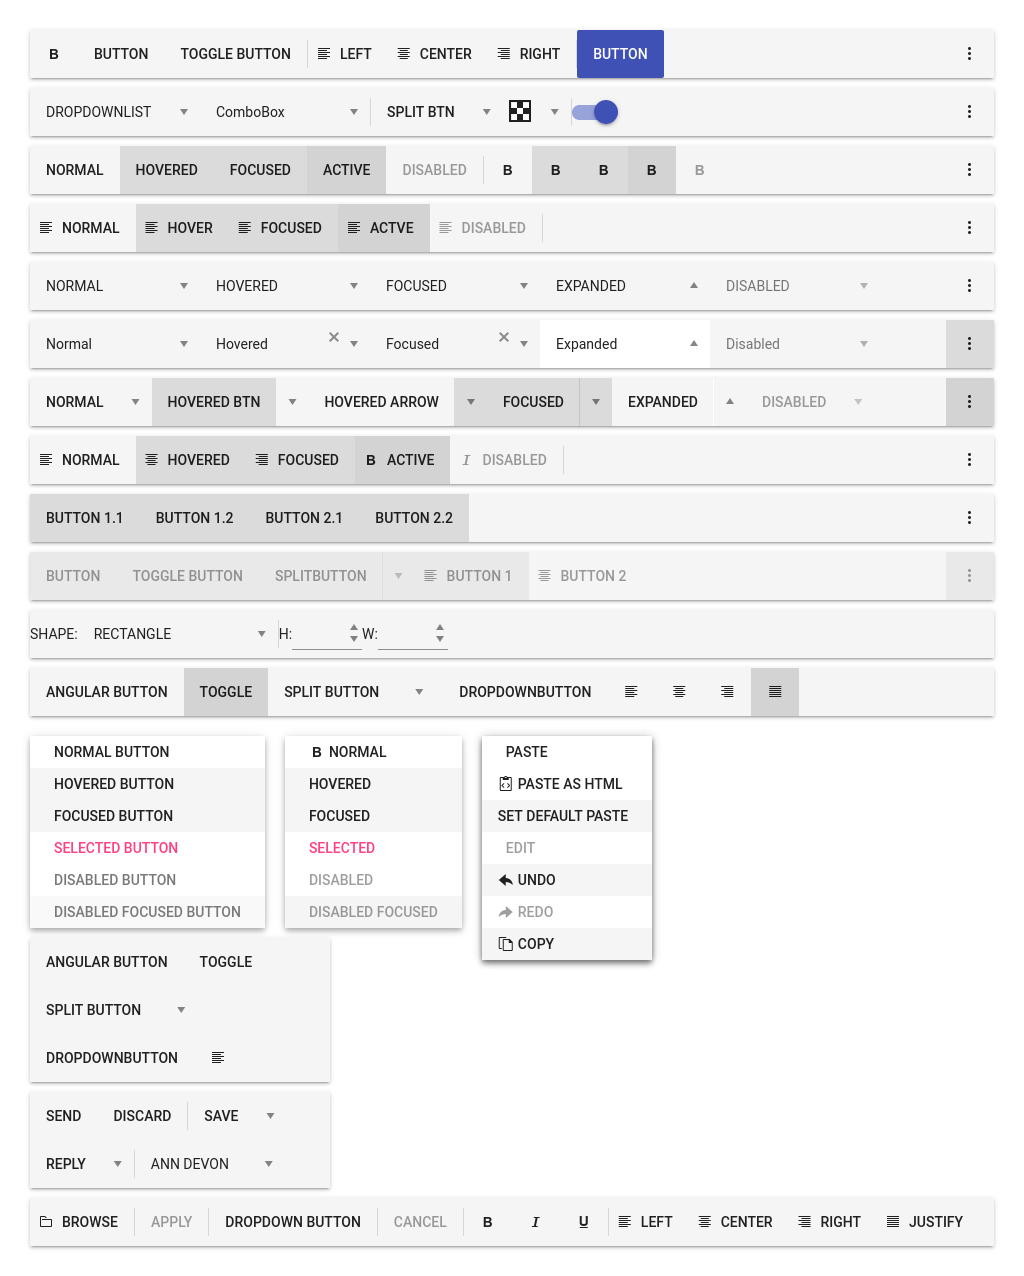 B BUTTON TOGGLE BUTTON LEFT CENTER RIGHT BUTTON
DROPDOWNLIST ComboBox SPLIT BTN
NORMAL HOVERED FOCUSED ACTIVE DISABLED B B B B B
NORMAL HOVER FOCUSED ACTVE DISABLED
NORMAL HOVERED FOCUSED EXPANDED DISABLED
Normal Hovered Focused Expanded Disabled
NORMAL HOVERED BTN HOVERED ARROW FOCUSED EXPANDED DISABLED
NORMAL HOVERED FOCUSED B ACTIVE I DISABLED
BUTTON 1.1 BUTTON 1.2 BUTTON 2.1 BUTTON 2.2
BUTTON TOGGLE BUTTON SPLITBUTTON BUTTON 1 BUTTON 2
SHAPE: RECTANGLE H: W:
ANGULAR BUTTON TOGGLE SPLIT BUTTON DROPDOWNBUTTON
NORMAL BUTTON
HOVERED BUTTON
FOCUSED BUTTON
SELECTED BUTTON
DISABLED BUTTON
DISABLED FOCUSED BUTTON
B NORMAL
HOVERED
FOCUSED
SELECTED
DISABLED
DISABLED FOCUSED
PASTE
PASTE AS HTML
SET DEFAULT PASTE
EDIT
UNDO
REDO
COPY
ANGULAR BUTTON TOGGLE
SPLIT BUTTON
DROPDOWNBUTTON
SEND DISCARD SAVE
REPLY ANN DEVON
BROWSE APPLY DROPDOWN BUTTON CANCEL B I U LEFT CENTER RIGHT JUSTIFY